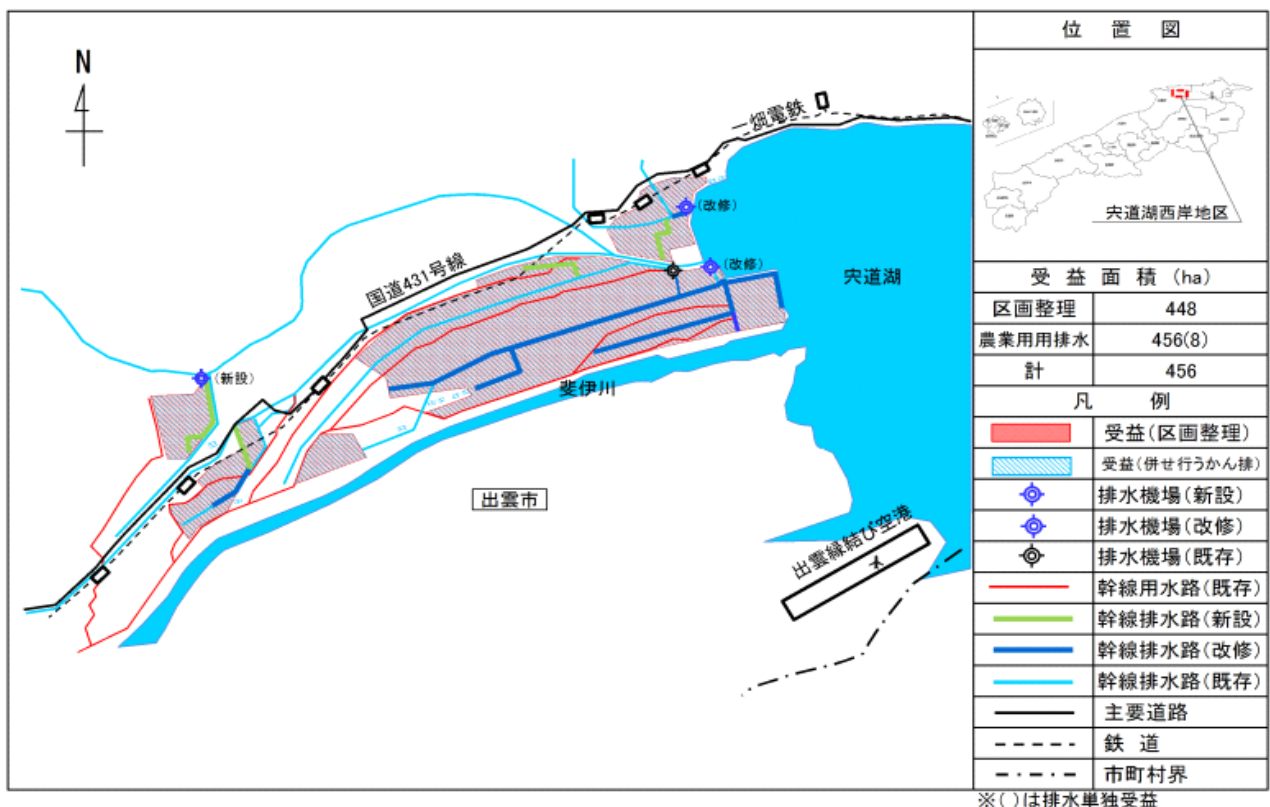 N
一畑電鉄
(改修)
国道431号線
(改修)
宍道湖
(新設)
斐伊川
出雲市
出雲縁結び空港
位 置 図
宍道湖西岸地区
受 益 面 積 (ha)
区画整理 448
農業用用排水 456(8)
計 456
凡 例
受益(区画整理)
受益(併せ行うかん排)
排水機場(新設)
排水機場(改修)
排水機場(既存)
幹線用水路(既存)
幹線排水路(新設)
幹線排水路(改修)
幹線排水路(既存)
主要道路
鉄 道
市町村界
※( )は排水単独受益